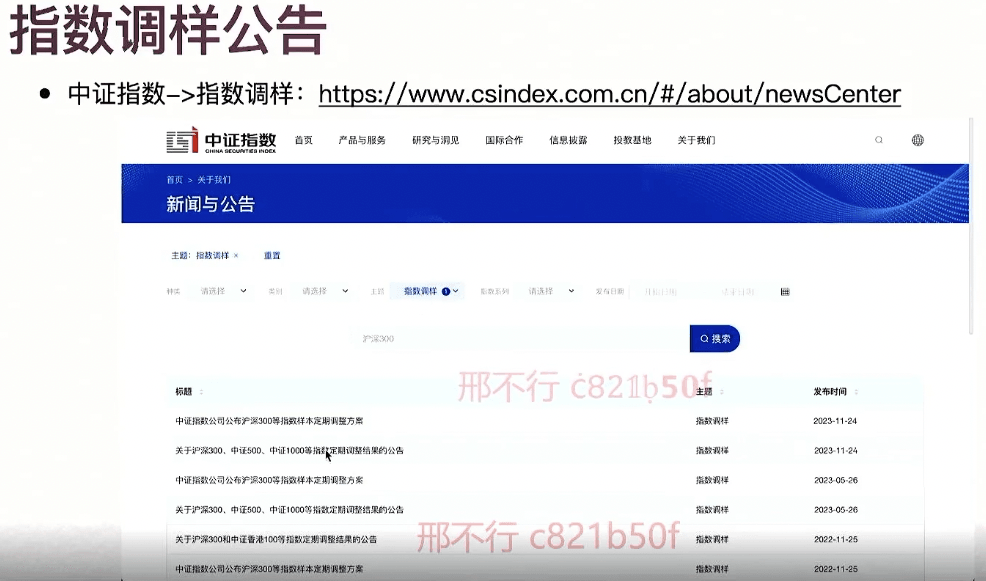 指数调样公告
• 中证指数->指数调样：https://www.csindex.com.cn/#/about/newsCenter
中证指数 首页 产品与服务 研究与洞见 国际合作 信息披露 投教基地 关于我们
CHINA SECURITIES INDEX
首页 > 关于我们
新闻与公告
主题：指数调样 × 重置
种类 请选择 类别 请选择 主题 指数调样 1 指数系列 请选择 发布日期
沪深300 搜索
邢不行 c821b50f
标题 主题 发布时间
中证指数公司公布沪深300等指数样本定期调整方案 指数调样 2023-11-24
关于沪深300、中证500、中证1000等指数定期调整结果的公告 指数调样 2023-11-24
中证指数公司公布沪深300等指数样本定期调整方案 指数调样 2023-05-26
关于沪深300、中证500、中证1000等指数定期调整结果的公告 指数调样 2023-05-26
邢不行 c821b50f
关于沪深300和中证香港100等指数定期调整结果的公告 指数调样 2022-11-25
中证指数公司公布沪深300等指数样本定期调整方案 指数调样 2022-11-25